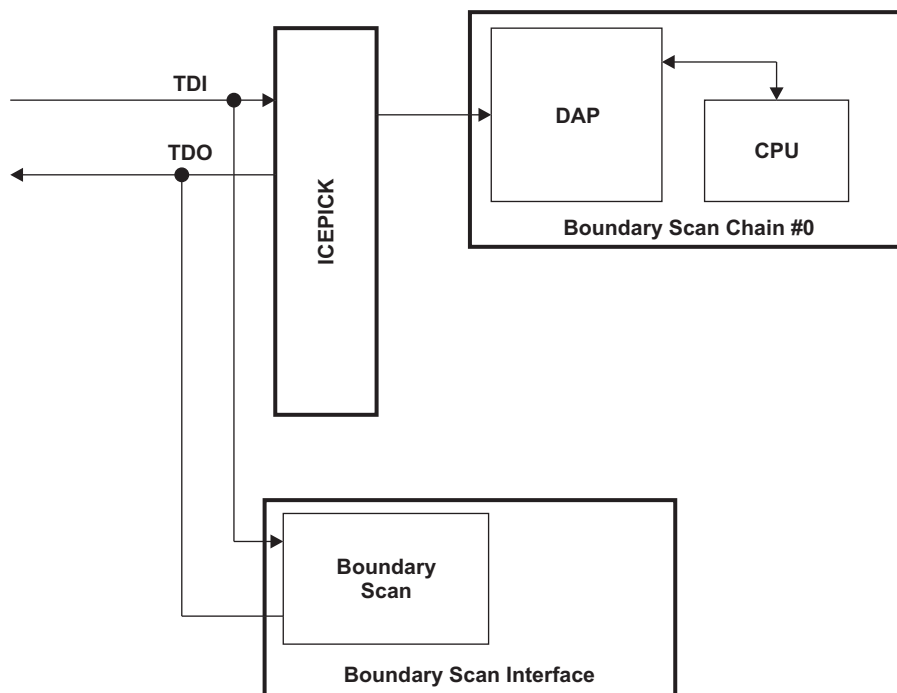 TDI
TDO
ICEPICK
DAP
CPU
Boundary Scan Chain #0
Boundary
Scan
Boundary Scan Interface